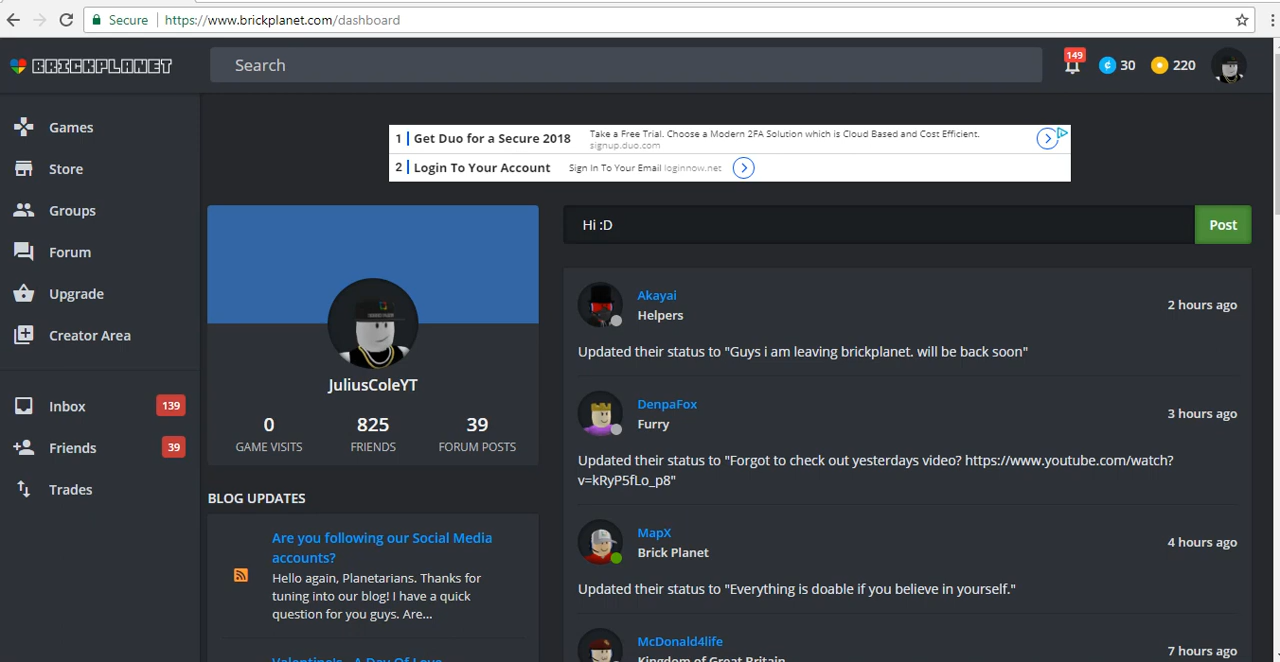 Secure https://www.brickplanet.com/dashboard
BRICKPLANET
Search
149
30
220
Games
Store
Groups
Forum
Upgrade
Creator Area
Inbox 139
Friends 39
Trades
1 Get Duo for a Secure 2018 Take a Free Trial. Choose a Modern 2FA Solution which is Cloud Based and Cost Efficient.
signup.duo.com
2 Login To Your Account Sign In To Your Email loginnow.net
JuliusColeYT
0 825 39
GAME VISITS FRIENDS FORUM POSTS
BLOG UPDATES
Are you following our Social Media
accounts?
Hello again, Planetarians. Thanks for
tuning into our blog! I have a quick
question for you guys. Are...
Valentine's - A Day Of Love
Hi :D Post
Akayai
Helpers
2 hours ago
Updated their status to "Guys i am leaving brickplanet. will be back soon"
DenpaFox
Furry
3 hours ago
Updated their status to "Forgot to check out yesterdays video? https://www.youtube.com/watch?
v=kRyP5fLo_p8"
MapX
Brick Planet
4 hours ago
Updated their status to "Everything is doable if you believe in yourself."
McDonald4life
Kingdom of Great Britain
7 hours ago